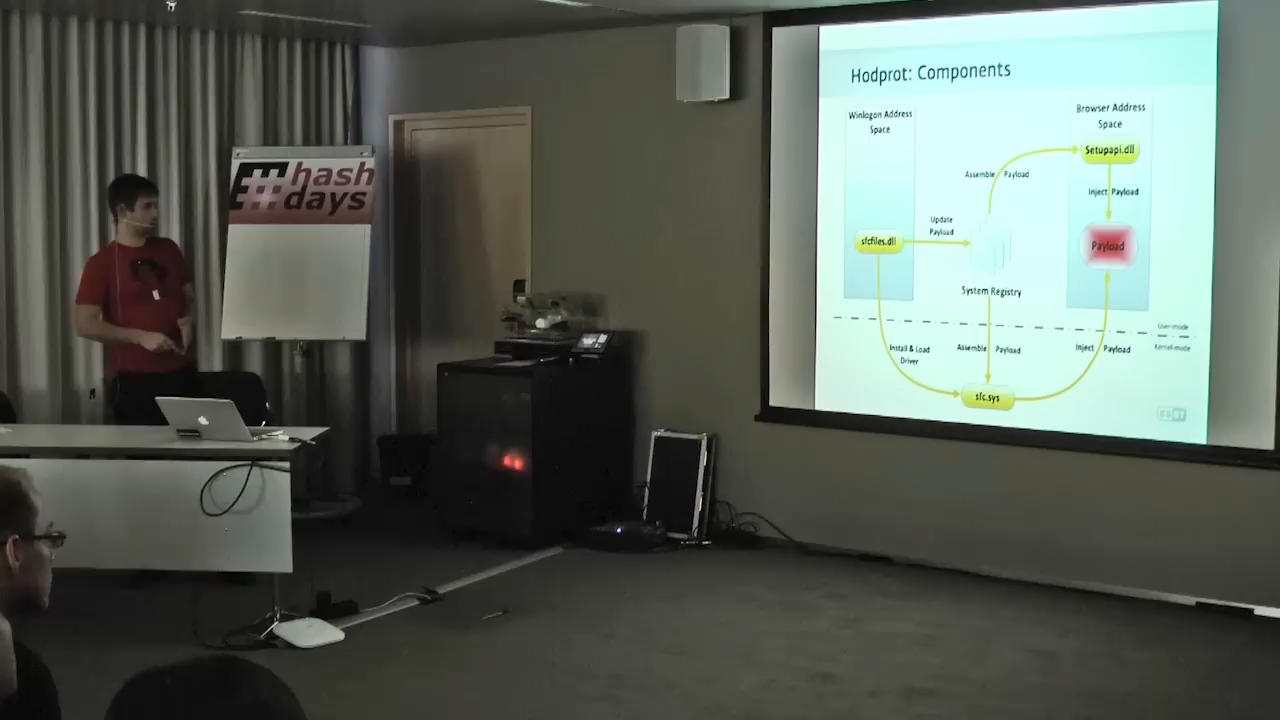 hash
days
Hodprot: Components
Winlogon Address
Space
Browser Address
Space
Setupapi.dll
Assemble Payload
Inject Payload
Update
Payload
sfcfiles.dll
Payload
System Registry
User-mode
Kernel-mode
Install & Load
Driver
Assemble Payload
Inject Payload
sfc.sys
eset